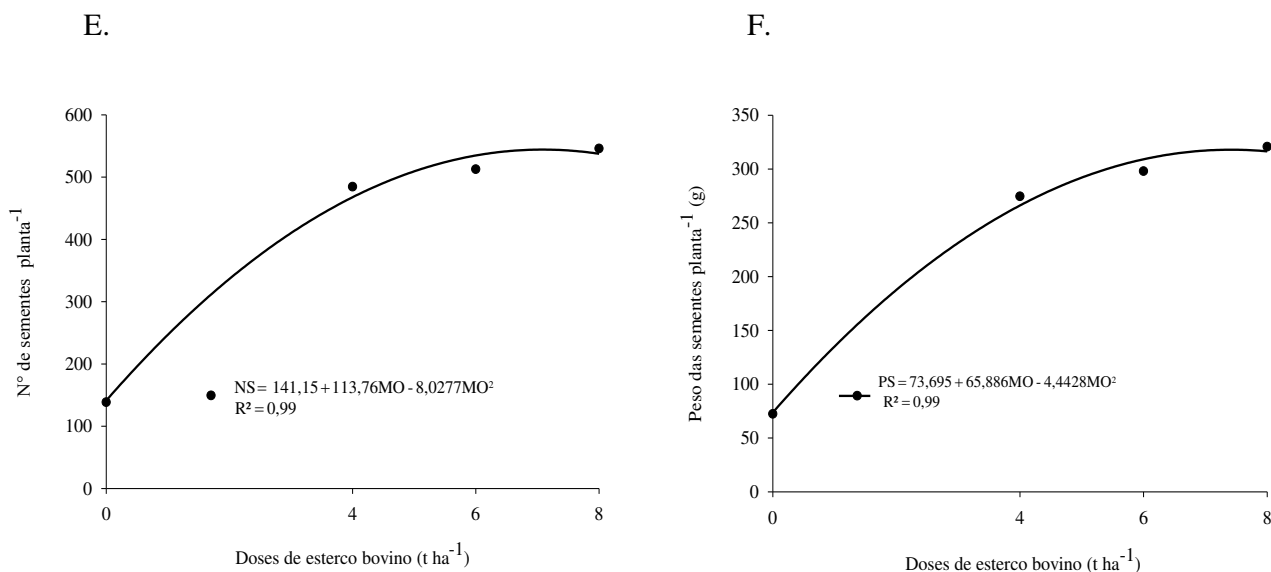 E.
600
500
400
300
200
100
0
N° de sementes planta⁻¹
NS = 141,15 + 113,76MO - 8,0277MO²
R² = 0,99
0 4 6 8
Doses de esterco bovino (t ha⁻¹)
F.
350
300
250
200
150
100
50
0
Peso das sementes planta⁻¹ (g)
PS = 73,695 + 65,886MO - 4,4428MO²
R² = 0,99
0 4 6 8
Doses de esterco bovino (t ha⁻¹)